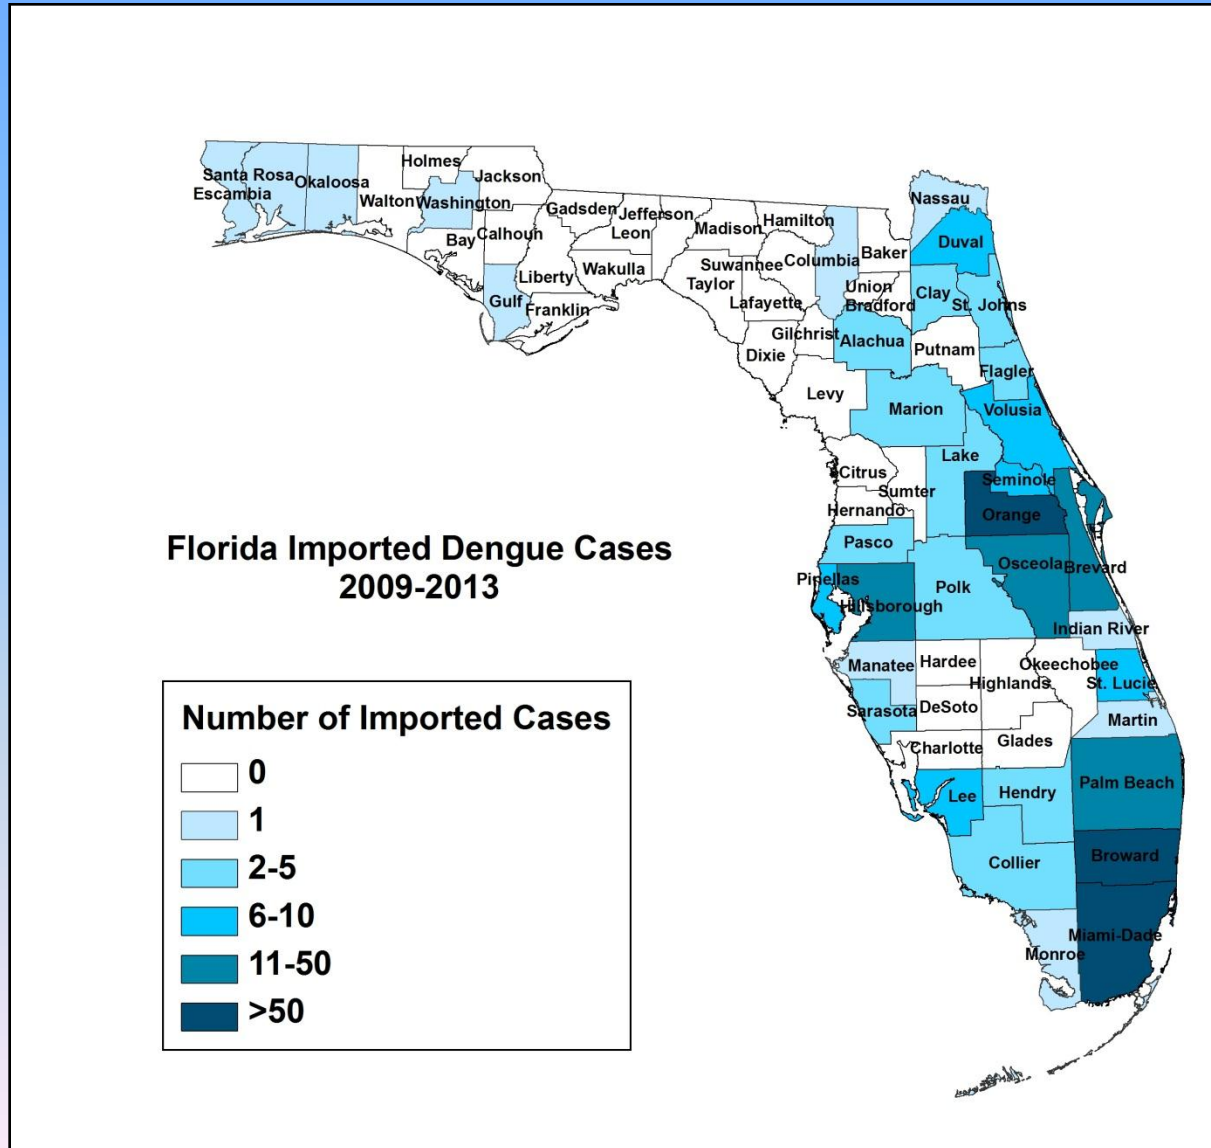 Holmes
Jackson
Santa Rosa
Okaloosa
Escambia
Walton
Washington
Nassau
Gadsden
Jefferson
Hamilton
Madison
Leon
Bay
Calhoun
Duval
Baker
Columbia
Suwannee
Wakulla
Liberty
Taylor
Union
Clay
Gulf
Franklin
Lafayette
Bradford
St. Johns
Gilchrist
Alachua
Putnam
Dixie
Flagler
Levy
Marion
Volusia
Lake
Citrus
Seminole
Sumter
Hernando
Orange
Pasco
Osceola
Brevard
Pinellas
Polk
Hillsborough
Indian River
Manatee
Hardee
Okeechobee
Highlands
St. Lucie
Sarasota
DeSoto
Martin
Charlotte
Glades
Palm Beach
Lee
Hendry
Broward
Collier
Miami-Dade
Monroe
Florida Imported Dengue Cases
2009-2013
Number of Imported Cases
0
1
2-5
6-10
11-50
>50